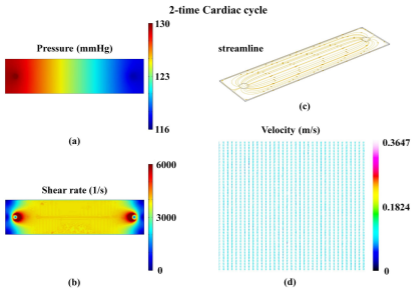 2-time Cardiac cycle
Pressure (mmHg)
130
123
116
(a)
streamline
(c)
Shear rate (1/s)
6000
3000
0
(b)
Velocity (m/s)
0.3647
0.1824
0
(d)